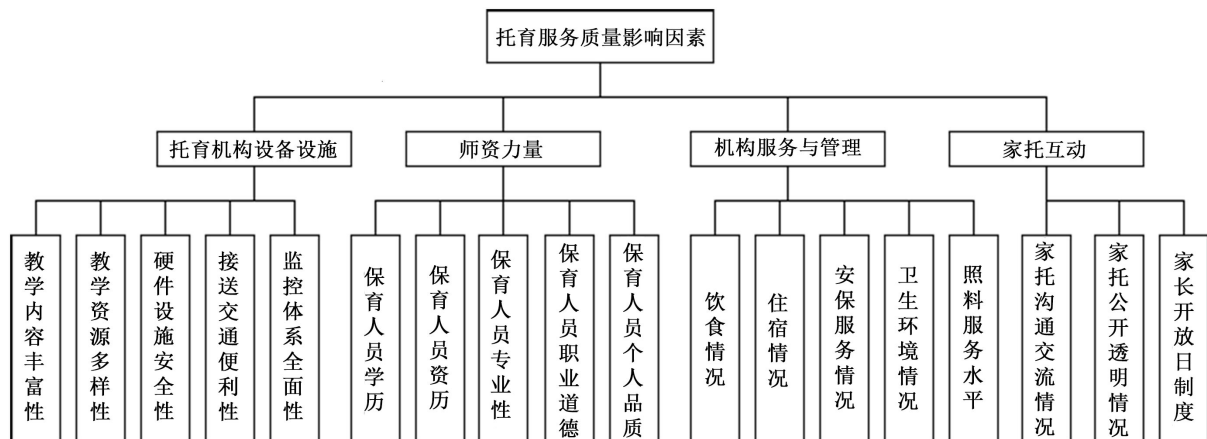 托育服务质量影响因素
托育机构设备设施
师资力量
机构服务与管理
家托互动
教学内容丰富性
教学资源多样性
硬件设施安全性
接送交通便利性
监控体系全面性
保育人员学历
保育人员资历
保育人员专业性
保育人员职业道德
保育人员个人品质
饮食情况
住宿情况
安保服务情况
卫生环境情况
照料服务水平
家托沟通交流情况
家托公开透明情况
家长开放日制度